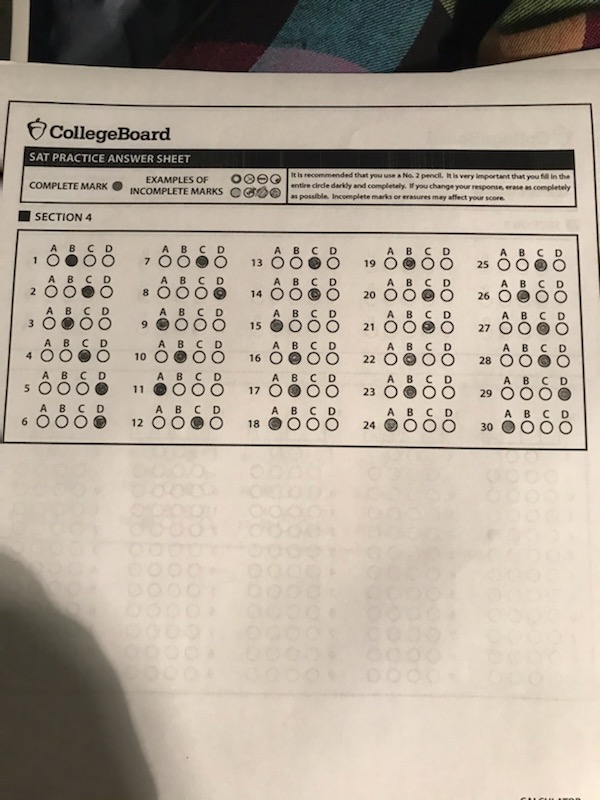 CollegeBoard
SAT PRACTICE ANSWER SHEET
COMPLETE MARK
EXAMPLES OF
INCOMPLETE MARKS
It is recommended that you use a No. 2 pencil. It is very important that you fill in the
entire circle darkly and completely. If you change your response, erase as completely
as possible. Incomplete marks or erasures may affect your score.
SECTION 4
A B C D
1
A B C D
2
A B C D
3
A B C D
4
A B C D
5
A B C D
6
A B C D
7
A B C D
8
A B C D
9
A B C D
10
A B C D
11
A B C D
12
A B C D
13
A B C D
14
A B C D
15
A B C D
16
A B C D
17
A B C D
18
A B C D
19
A B C D
20
A B C D
21
A B C D
22
A B C D
23
A B C D
24
A B C D
25
A B C D
26
A B C D
27
A B C D
28
A B C D
29
A B C D
30